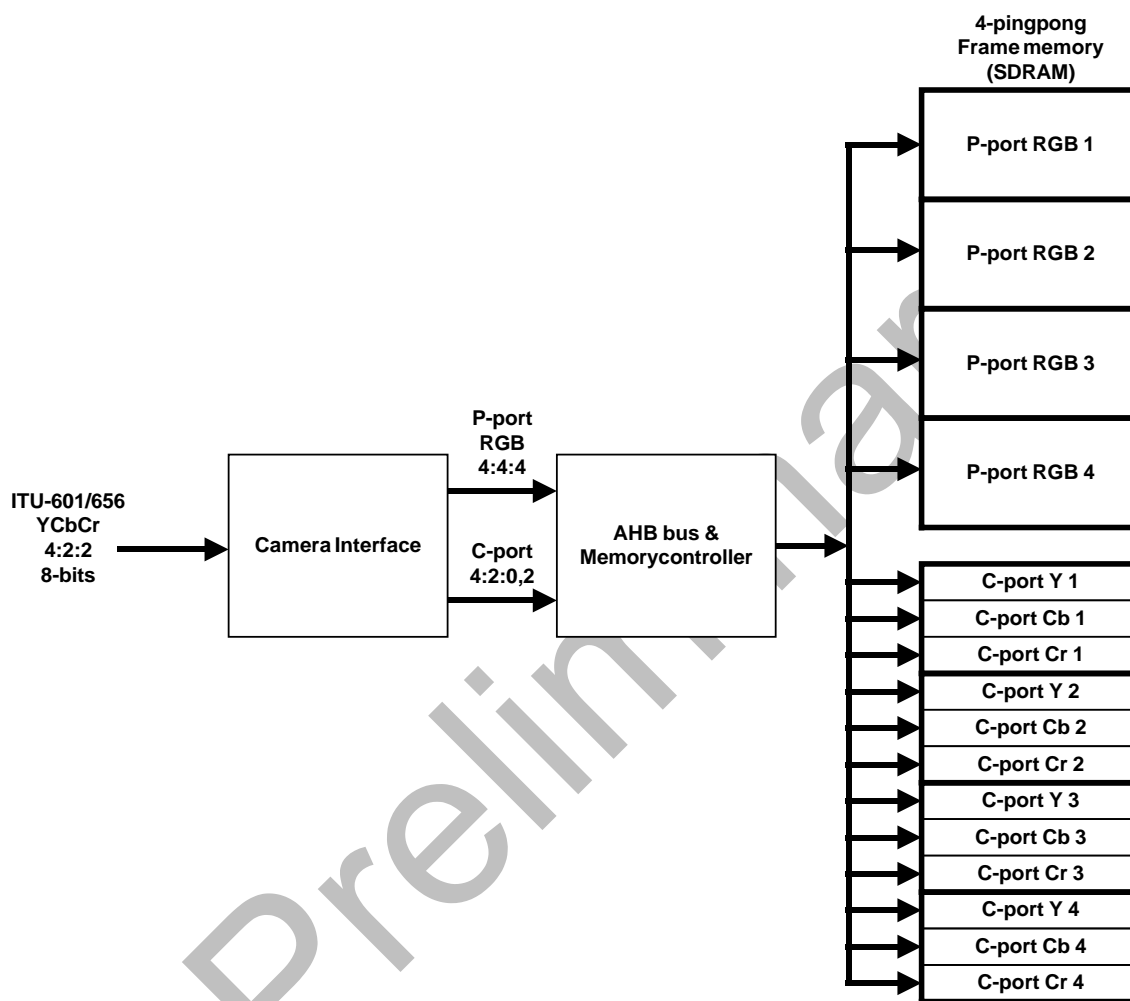 4-pingpong
Frame memory
(SDRAM)
P-port RGB 1
P-port RGB 2
P-port RGB 3
P-port RGB 4
P-port
RGB
4:4:4
ITU-601/656
YCbCr
4:2:2
8-bits
Camera Interface
C-port
4:2:0,2
AHB bus &
Memorycontroller
C-port Y 1
C-port Cb 1
C-port Cr 1
C-port Y 2
C-port Cb 2
C-port Cr 2
C-port Y 3
C-port Cb 3
C-port Cr 3
C-port Y 4
C-port Cb 4
C-port Cr 4